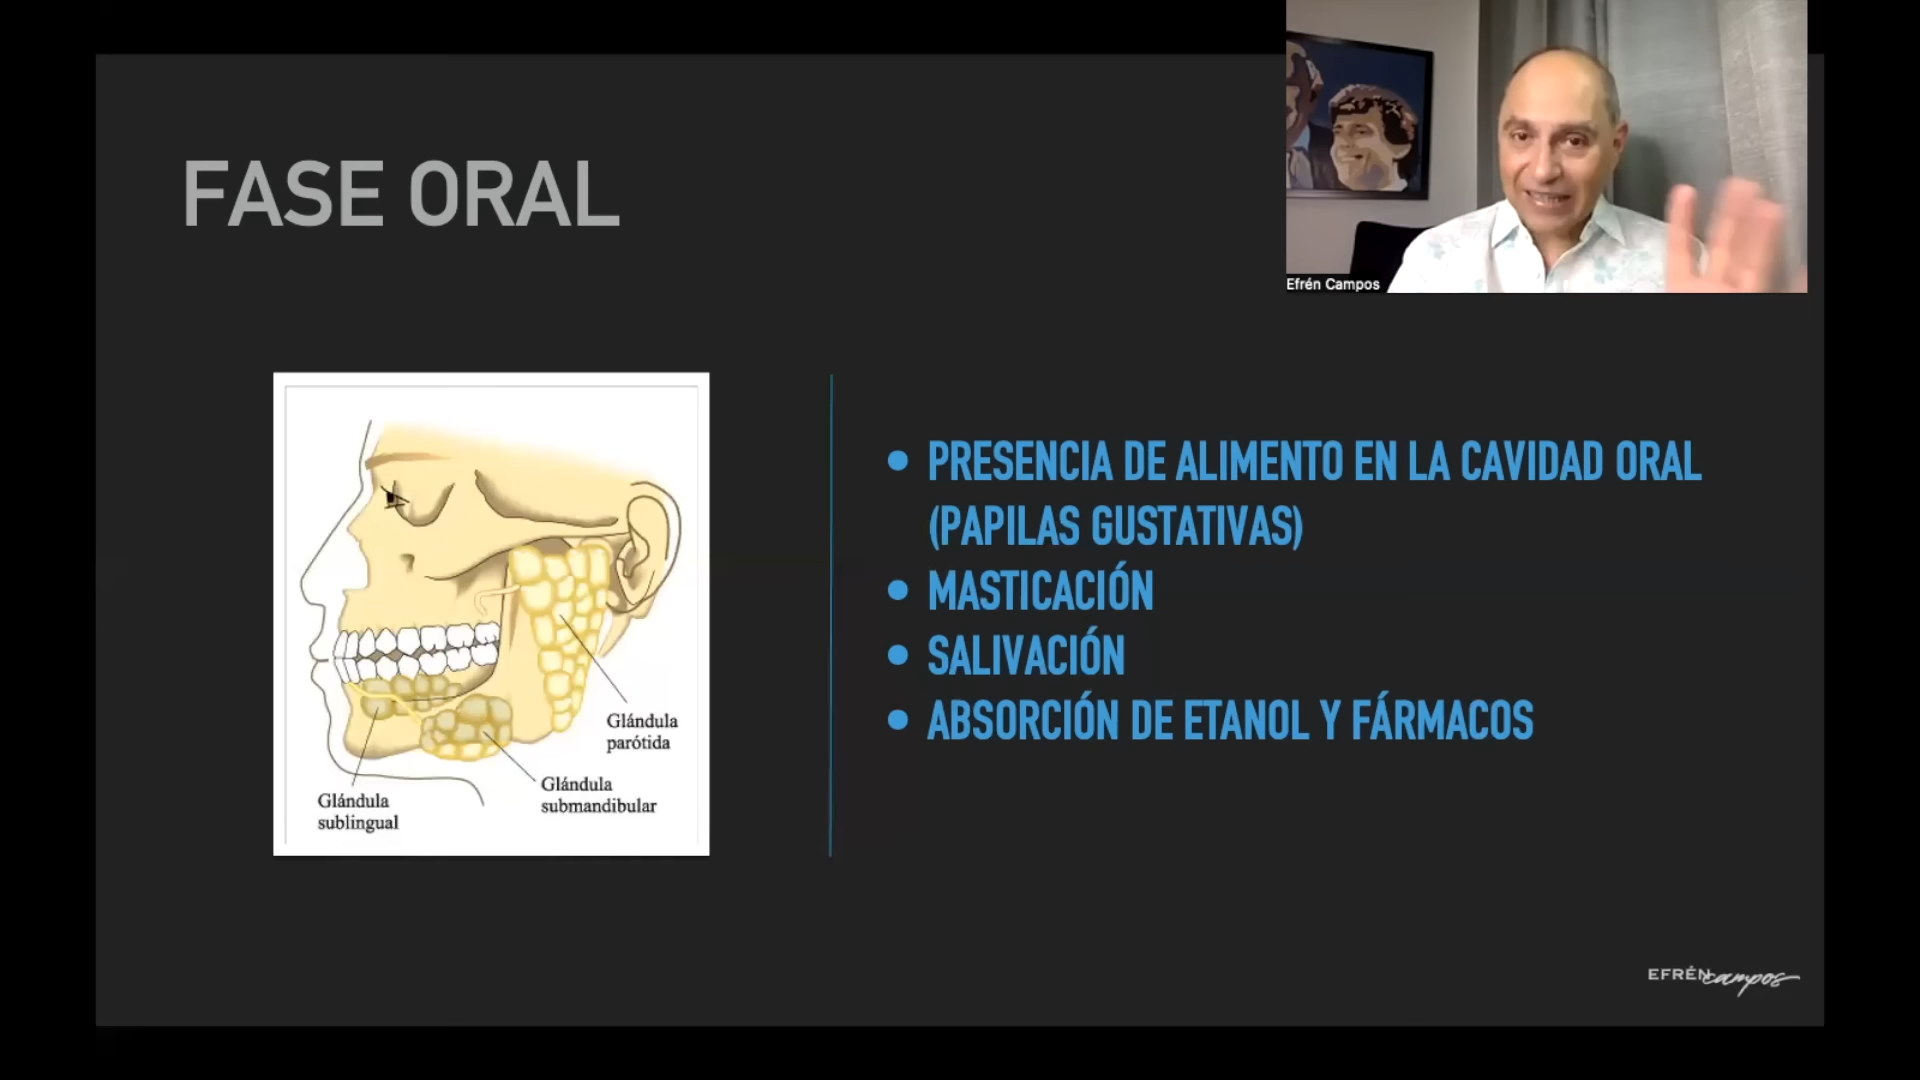 FASE ORAL
Efrén Campos
PRESENCIA DE ALIMENTO EN LA CAVIDAD ORAL
(PAPILAS GUSTATIVAS)
MASTICACIÓN
SALIVACIÓN
ABSORCIÓN DE ETANOL Y FÁRMACOS
Glándula
parótida
Glándula
submandibular
Glándula
sublingual
EFRÉN campos